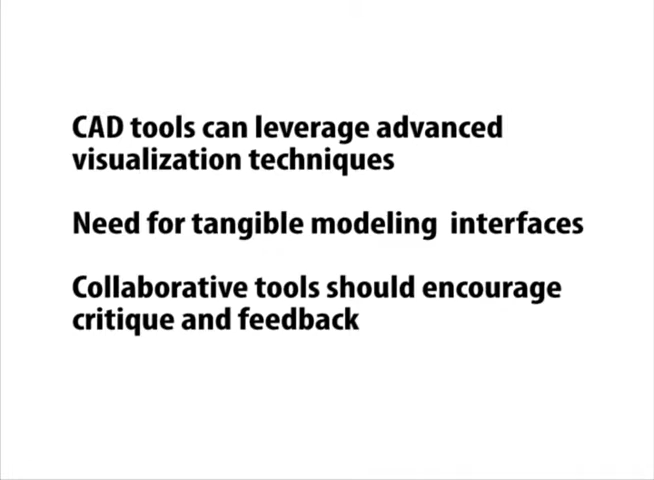 CAD tools can leverage advanced
visualization techniques
Need for tangible modeling  interfaces
Collaborative tools should encourage
critique and feedback